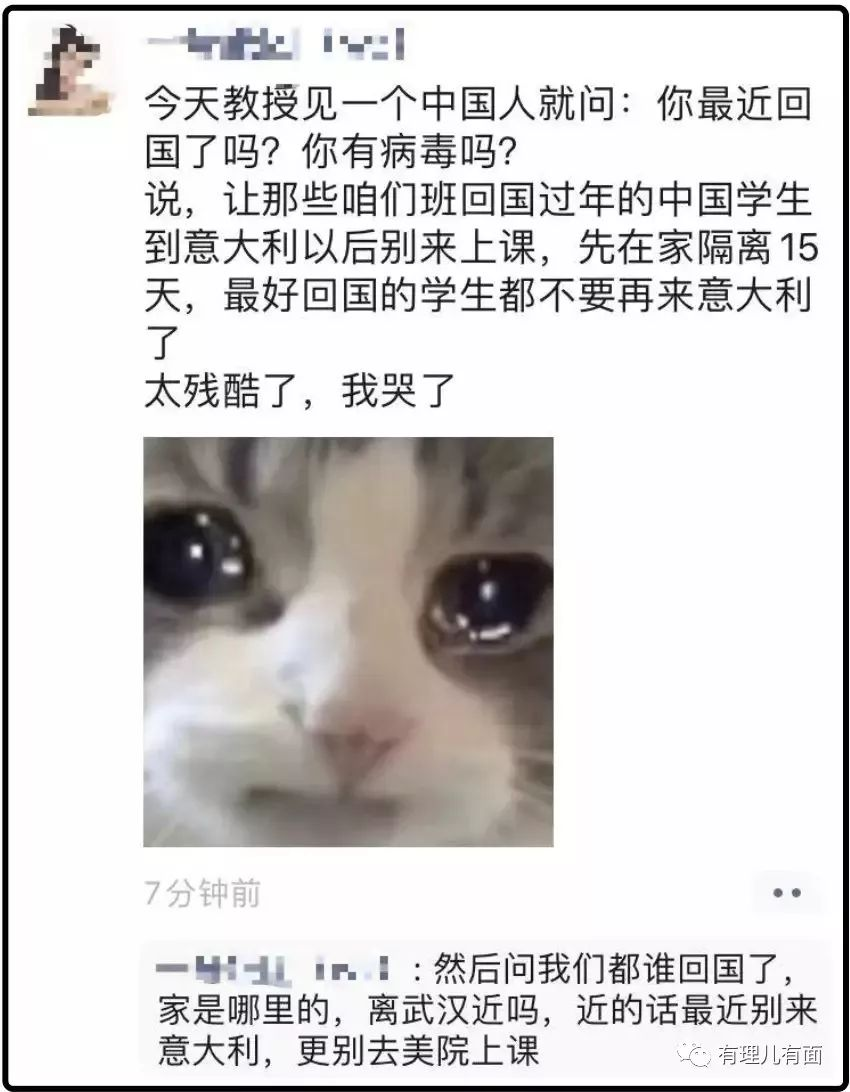 今天教授见一个中国人就问：你最近回
国了吗？你有病毒吗？
说，让那些咱们班回国过年的中国学生
到意大利以后别来上课，先在家隔离15
天，最好回国的学生都不要再来意大利
了
太残酷了，我哭了
7分钟前
：然后问我们都谁回国了，
家是哪里的，离武汉近吗，近的话最近别来
意大利，更别去美院上课
有理儿有面